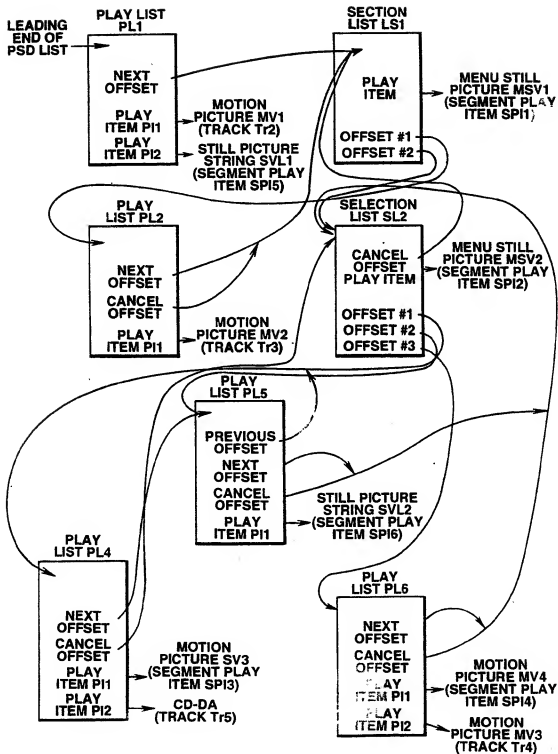 LEADING
END OF
PSD LIST
PLAY LIST
PL1
NEXT
OFFSET
PLAY
ITEM PI1
PLAY
ITEM PI2
MOTION
PICTURE MV1
(TRACK Tr2)
STILL PICTURE
STRING SVL1
(SEGMENT PLAY
ITEM SPI5)
SECTION
LIST LS1
PLAY
ITEM
OFFSET #1
OFFSET #2
MENU STILL
PICTURE MSV1
(SEGMENT PLAY
ITEM SPI1)
PLAY
LIST PL2
NEXT
OFFSET
CANCEL
OFFSET
PLAY
ITEM PI1
MOTION
PICTURE MV2
(TRACK Tr3)
SELECTION
LIST SL2
CANCEL
OFFSET
PLAY ITEM
OFFSET #1
OFFSET #2
OFFSET #3
MENU STILL
PICTURE MSV2
(SEGMENT PLAY
ITEM SPI2)
PLAY
LIST PL5
PREVIOUS
OFFSET
NEXT
OFFSET
CANCEL
OFFSET
PLAY
ITEM PI1
STILL PICTURE
STRING SVL2
(SEGMENT PLAY
ITEM SPI6)
PLAY
LIST PL4
NEXT
OFFSET
CANCEL
OFFSET
PLAY
ITEM PI1
PLAY
ITEM PI2
MOTION
PICTURE SV3
(SEGMENT PLAY
ITEM SPI3)
CD-DA
(TRACK Tr5)
PLAY
LIST PL6
NEXT
OFFSET
CANCEL
OFFSET
PLAY
ITEM PI1
PLAY
ITEM PI2
MOTION
PICTURE MV4
(SEGMENT PLAY
ITEM SPI4)
MOTION
PICTURE MV3
(TRACK Tr4)